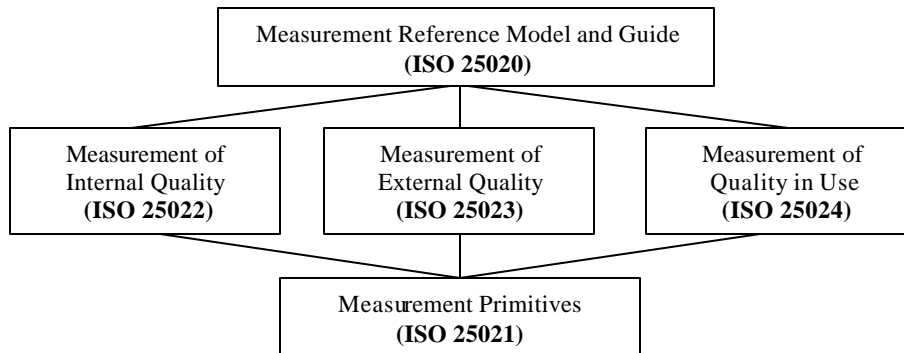 Measurement Reference Model and Guide
(ISO 25020)
Measurement of
Internal Quality
(ISO 25022)
Measurement of
External Quality
(ISO 25023)
Measurement of
Quality in Use
(ISO 25024)
Measurement Primitives
(ISO 25021)